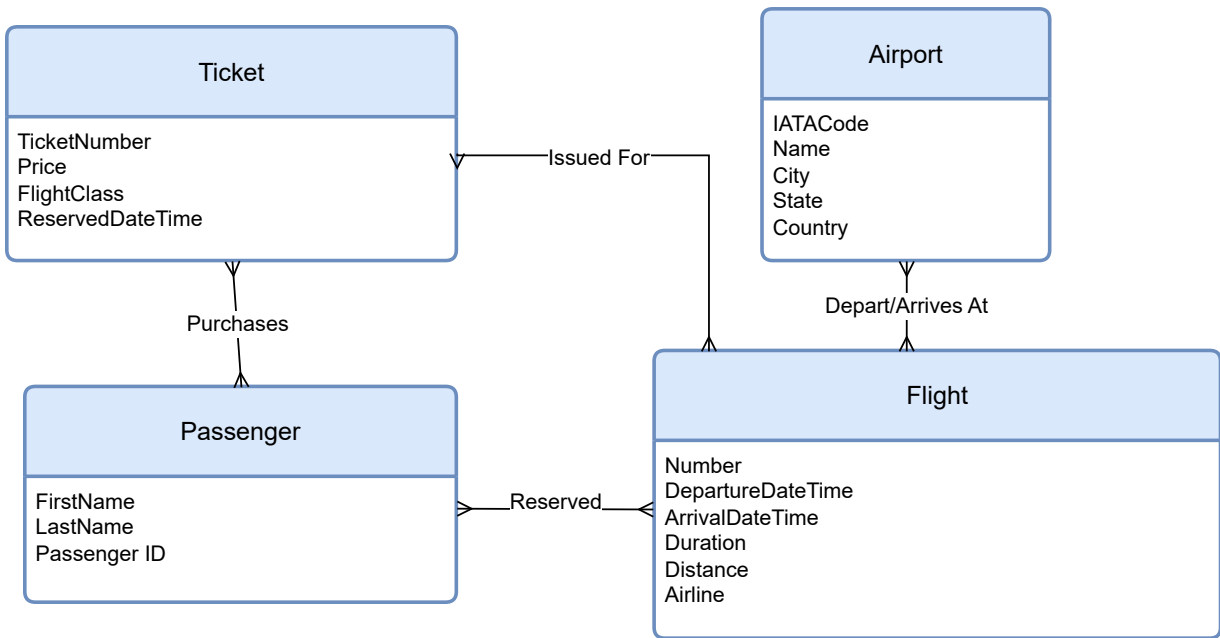 Ticket
TicketNumber
Price
FlightClass
ReservedDateTime
Issued For
Airport
IATACode
Name
City
State
Country
Purchases
Depart/Arrives At
Passenger
FirstName
LastName
Passenger ID
Reserved
Flight
Number
DepartureDateTime
ArrivalDateTime
Duration
Distance
Airline